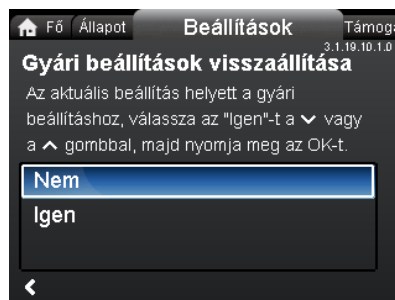 Fő Állapot Beállítások Támog
3.1.19.10.1.0
Gyári beállítások visszaállítása
Az aktuális beállítás helyett a gyári
beállításhoz, válassza az "Igen"-t a vagy
a gombbal, majd nyomja meg az OK-t.
Nem
Igen